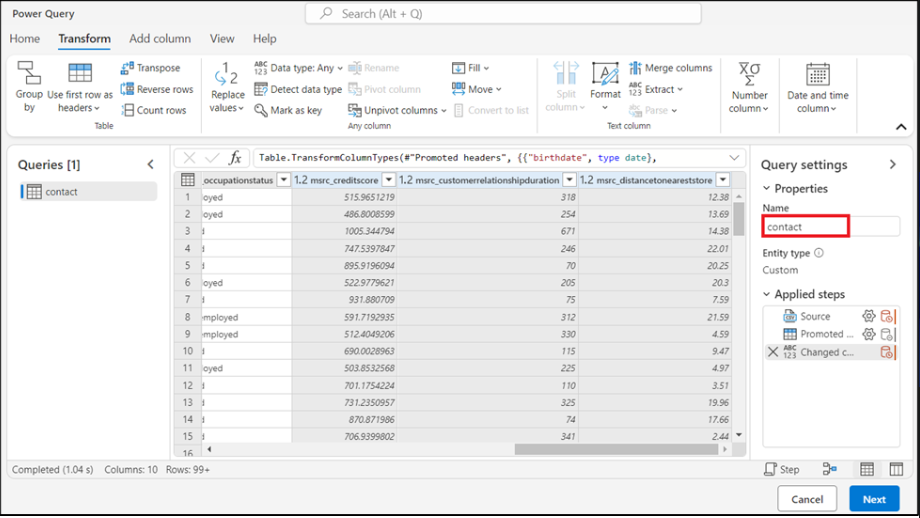 Power Query
Search (Alt + Q)
Home Transform Add column View Help
Group by
Use first row as headers
Transpose
Reverse rows
Count rows
Table
Replace values
Data type: Any
Detect data type
Mark as key
Rename
Pivot column
Unpivot columns
Fill
Move
Convert to list
Any column
Split column
Format
Merge columns
Extract
Parse
Text column
Number column
Date and time column
Queries [1]
contact
fx Table.TransformColumnTypes(#"Promoted headers", {{"birthdate", type date},
_occupationstatus 1.2 msrc_creditscore 1.2 msrc_customerrelationshipduration 1.2 msrc_distancetoneareststore
1 oyed 515.9651219 318 12.38
2 oyed 486.8008599 254 13.69
3 d 1005.344794 671 14.38
4 d 747.5397847 246 22.01
5 d 895.9196094 70 20.25
6 oyed 522.9779621 205 20.3
7 d 931.880709 75 7.59
8 employed 591.7192935 312 21.59
9 employed 512.4049206 330 4.59
10 d 690.0028963 115 9.47
11 oyed 503.8532568 225 4.97
12 d 701.1754224 110 3.51
13 d 731.2350957 325 19.96
14 d 870.871986 74 17.66
15 d 706.9399802 341 2.44
16
Query settings
Properties
Name
contact
Entity type
Custom
Applied steps
Source
Promoted ...
Changed c...
Completed (1.04 s) Columns: 10 Rows: 99+
Step
Cancel Next